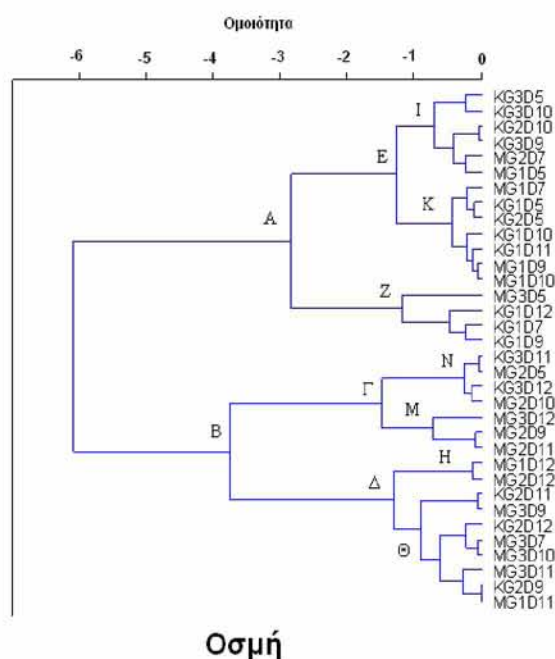 Ομοιότητα
-6 -5 -4 -3 -2 -1 0
KG3D5
Ι
KG3D10
KG2D10
KG3D9
Ε
MG2D7
MG1D5
MG1D7
Κ
KG1D5
KG2D5
Α
KG1D10
KG1D11
MG1D9
MG1D10
Ζ
MG3D5
KG1D12
KG1D7
KG1D9
Ν
KG3D11
MG2D5
Γ
KG3D12
MG2D10
Μ
MG3D12
Β
MG2D9
MG2D11
Η
MG1D12
Δ
MG2D12
KG2D11
MG3D9
KG2D12
Θ
MG3D7
MG3D10
MG3D11
KG2D9
MG1D11
Οσμή